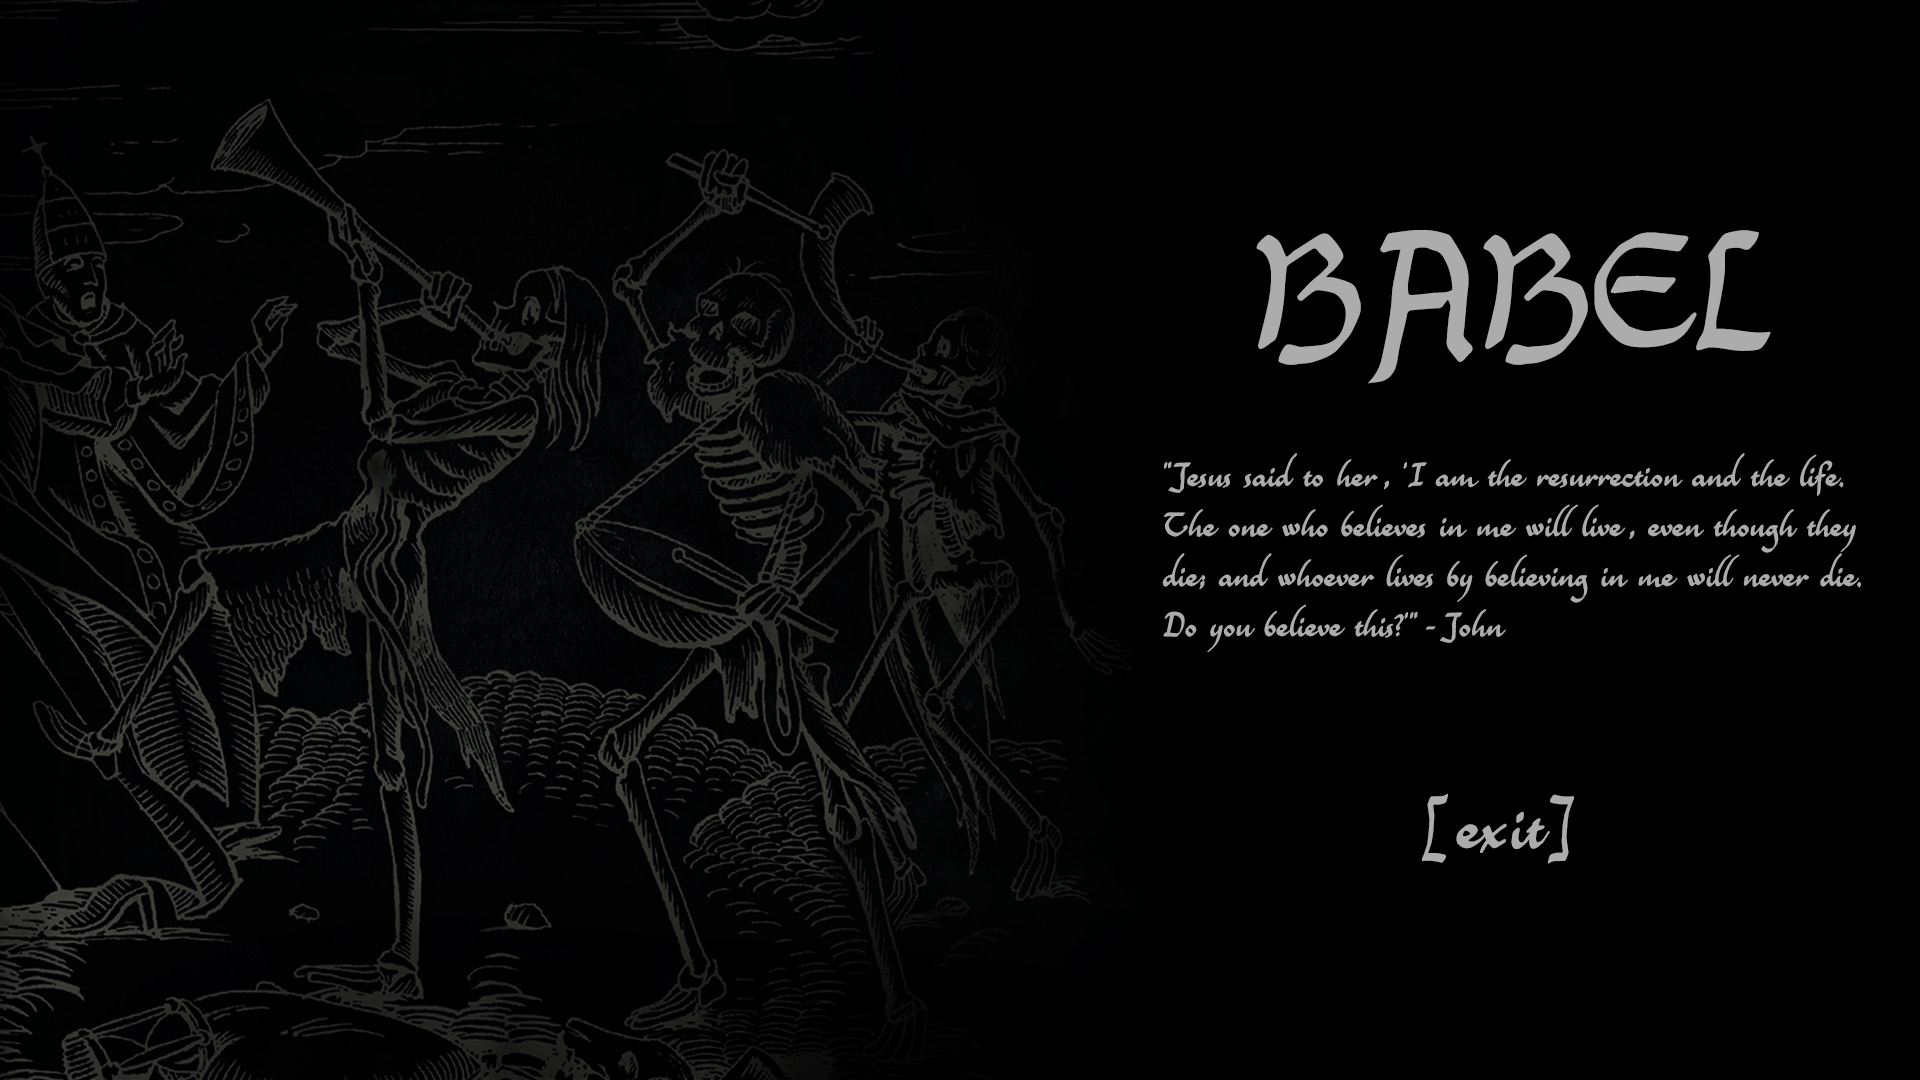 BABEL
"Jesus said to her, 'I am the resurrection and the life.
The one who believes in me will live, even though they
die; and whoever lives by believing in me will never die.
Do you believe this?'" - John
[exit]